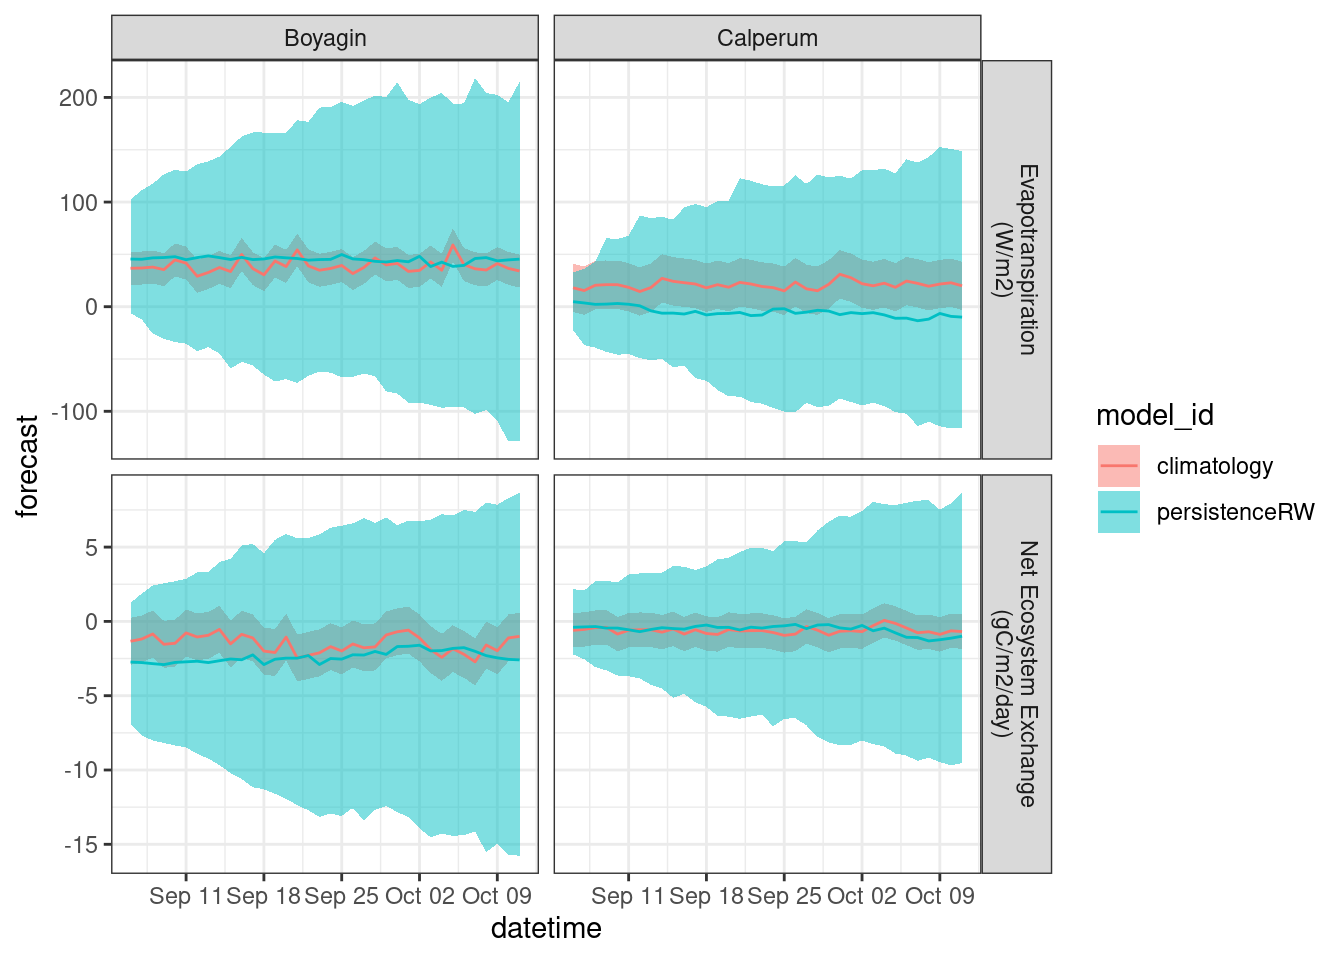 Boyagin
Calperum
200
100
0
-100
Evapotranspiration
(W/m2)
forecast
5
0
-5
-10
-15
Net Ecosystem Exchange
(gC/m2/day)
Sep 11 Sep 18 Sep 25 Oct 02 Oct 09
Sep 11 Sep 18 Sep 25 Oct 02 Oct 09
datetime
model_id
climatology
persistenceRW